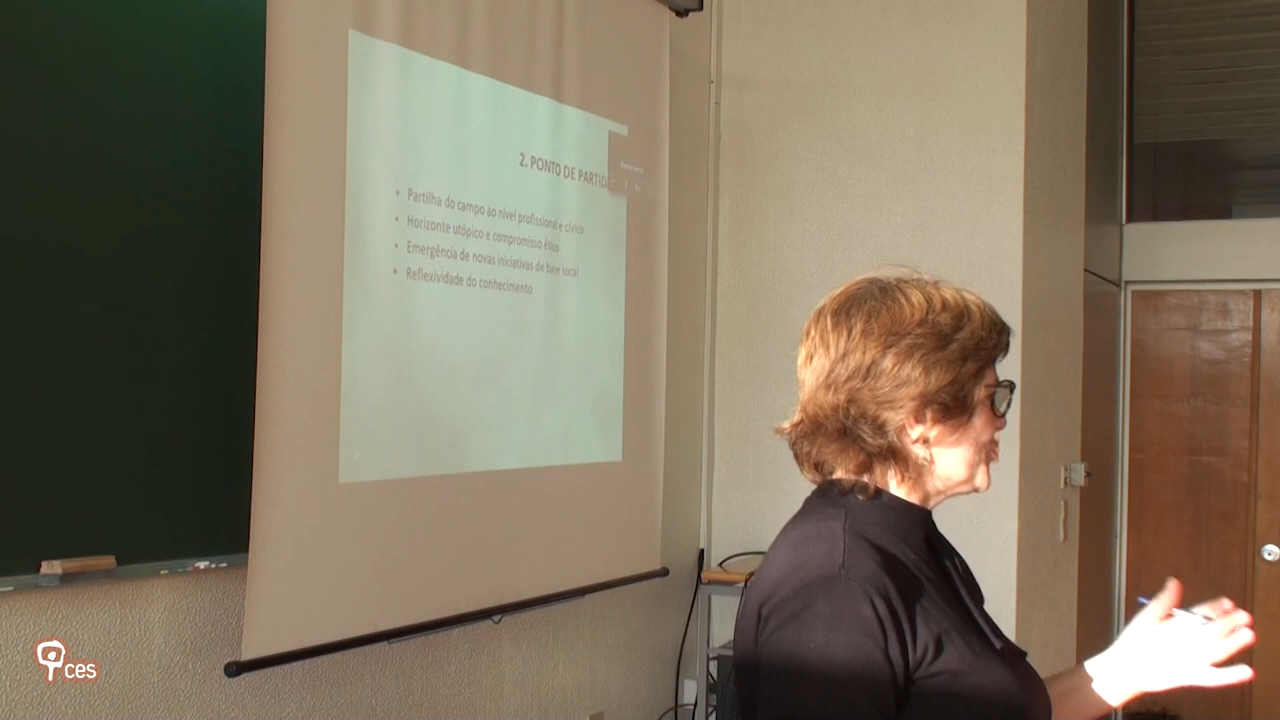 2. PONTO DE PARTID
• Partilha do campo ao nível profissional e cívico
• Horizonte utópico e compromisso ético
• Emergência de novas iniciativas de base local
• Reflexividade do conhecimento
ces